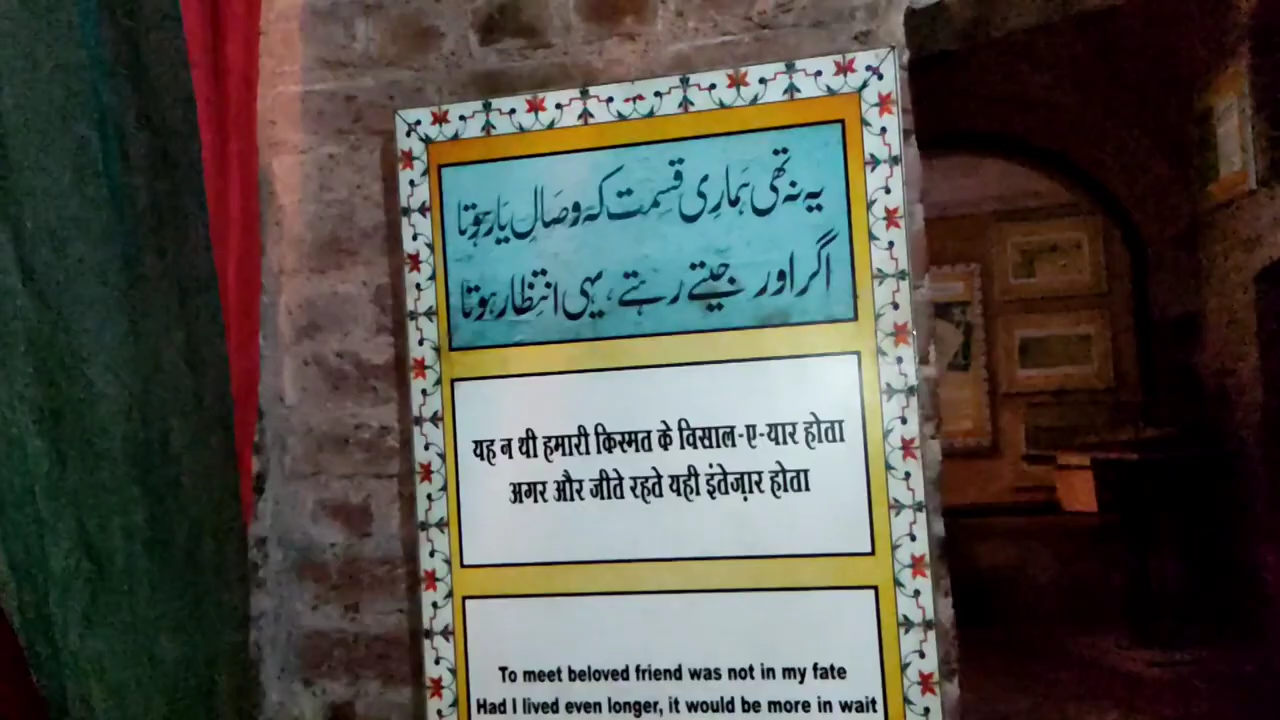 یہ نہ تھی ہماری قسمت کہ وصالِ یار ہوتا
اگر اور جیتے رہتے، یہی انتظار ہوتا
यह न थी हमारी किस्मत के विसाल-ए-यार होता
अगर और जीते रहते यही इंतेज़ार होता
To meet beloved friend was not in my fate
Had I lived even longer, it would be more in wait